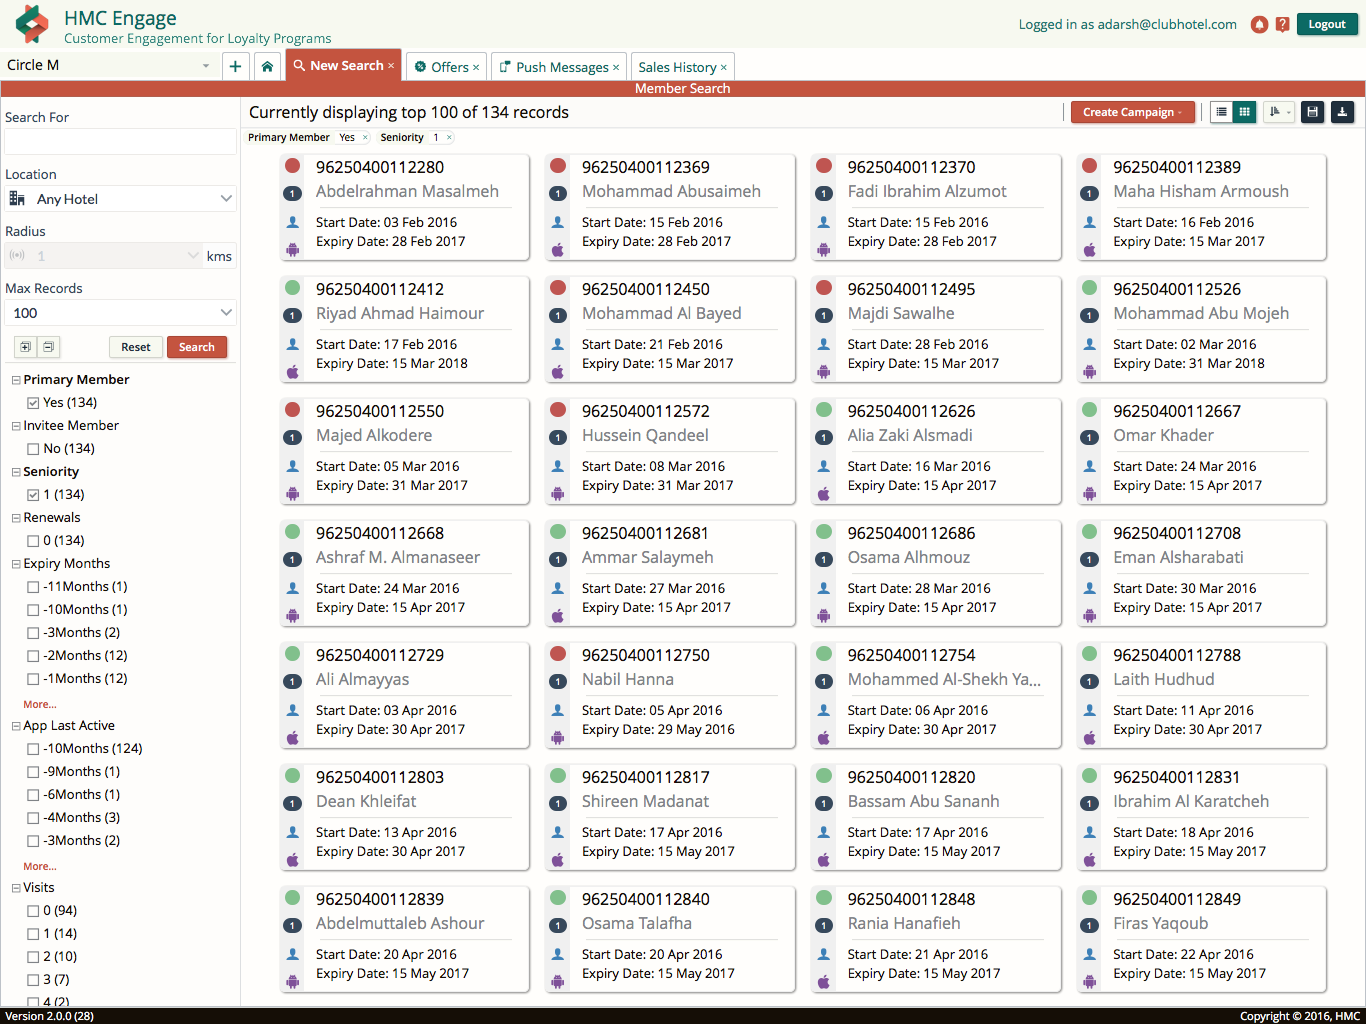 HMC Engage
Customer Engagement for Loyalty Programs
Logged in as adarsh@clubhotel.com
Logout
Circle M
New Search ×
Offers ×
Push Messages ×
Sales History ×
Member Search
Search For
Location
Any Hotel
Radius
1
kms
Max Records
100
Reset
Search
Primary Member
Yes (134)
Invitee Member
No (134)
Seniority
1 (134)
Renewals
0 (134)
Expiry Months
-11Months (1)
-10Months (1)
-3Months (2)
-2Months (12)
-1Months (12)
More...
App Last Active
-10Months (124)
-9Months (1)
-6Months (1)
-4Months (3)
-3Months (2)
More...
Visits
0 (94)
1 (14)
2 (10)
3 (7)
4 (2)
Currently displaying top 100 of 134 records
Create Campaign
Primary Member Yes × Seniority 1 ×
96250400112280
1
Abdelrahman Masalmeh
Start Date: 03 Feb 2016
Expiry Date: 28 Feb 2017
96250400112369
1
Mohammad Abusaimeh
Start Date: 15 Feb 2016
Expiry Date: 28 Feb 2017
96250400112370
1
Fadi Ibrahim Alzumot
Start Date: 15 Feb 2016
Expiry Date: 28 Feb 2017
96250400112389
1
Maha Hisham Armoush
Start Date: 16 Feb 2016
Expiry Date: 15 Mar 2017
96250400112412
1
Riyad Ahmad Haimour
Start Date: 17 Feb 2016
Expiry Date: 15 Mar 2018
96250400112450
1
Mohammad Al Bayed
Start Date: 21 Feb 2016
Expiry Date: 15 Mar 2017
96250400112495
1
Majdi Sawalhe
Start Date: 28 Feb 2016
Expiry Date: 15 Mar 2017
96250400112526
1
Mohammad Abu Mojeh
Start Date: 02 Mar 2016
Expiry Date: 31 Mar 2018
96250400112550
1
Majed Alkodere
Start Date: 05 Mar 2016
Expiry Date: 31 Mar 2017
96250400112572
1
Hussein Qandeel
Start Date: 08 Mar 2016
Expiry Date: 31 Mar 2017
96250400112626
1
Alia Zaki Alsmadi
Start Date: 16 Mar 2016
Expiry Date: 15 Apr 2017
96250400112667
1
Omar Khader
Start Date: 24 Mar 2016
Expiry Date: 15 Apr 2017
96250400112668
1
Ashraf M. Almanaseer
Start Date: 24 Mar 2016
Expiry Date: 15 Apr 2017
96250400112681
1
Ammar Salaymeh
Start Date: 27 Mar 2016
Expiry Date: 15 Apr 2017
96250400112686
1
Osama Alhmouz
Start Date: 28 Mar 2016
Expiry Date: 15 Apr 2017
96250400112708
1
Eman Alsharabati
Start Date: 30 Mar 2016
Expiry Date: 15 Apr 2017
96250400112729
1
Ali Almayyas
Start Date: 03 Apr 2016
Expiry Date: 30 Apr 2017
96250400112750
1
Nabil Hanna
Start Date: 05 Apr 2016
Expiry Date: 29 May 2016
96250400112754
1
Mohammed Al-Shekh Ya...
Start Date: 06 Apr 2016
Expiry Date: 30 Apr 2017
96250400112788
1
Laith Hudhud
Start Date: 11 Apr 2016
Expiry Date: 30 Apr 2017
96250400112803
1
Dean Khleifat
Start Date: 13 Apr 2016
Expiry Date: 30 Apr 2017
96250400112817
1
Shireen Madanat
Start Date: 17 Apr 2016
Expiry Date: 15 May 2017
96250400112820
1
Bassam Abu Sananh
Start Date: 17 Apr 2016
Expiry Date: 15 May 2017
96250400112831
1
Ibrahim Al Karatcheh
Start Date: 18 Apr 2016
Expiry Date: 15 May 2017
96250400112839
1
Abdelmuttaleb Ashour
Start Date: 20 Apr 2016
Expiry Date: 15 May 2017
96250400112840
1
Osama Talafha
Start Date: 20 Apr 2016
Expiry Date: 15 May 2017
96250400112848
1
Rania Hanafieh
Start Date: 21 Apr 2016
Expiry Date: 15 May 2017
96250400112849
1
Firas Yaqoub
Start Date: 22 Apr 2016
Expiry Date: 15 May 2017
Version 2.0.0 (28)
Copyright © 2016, HMC